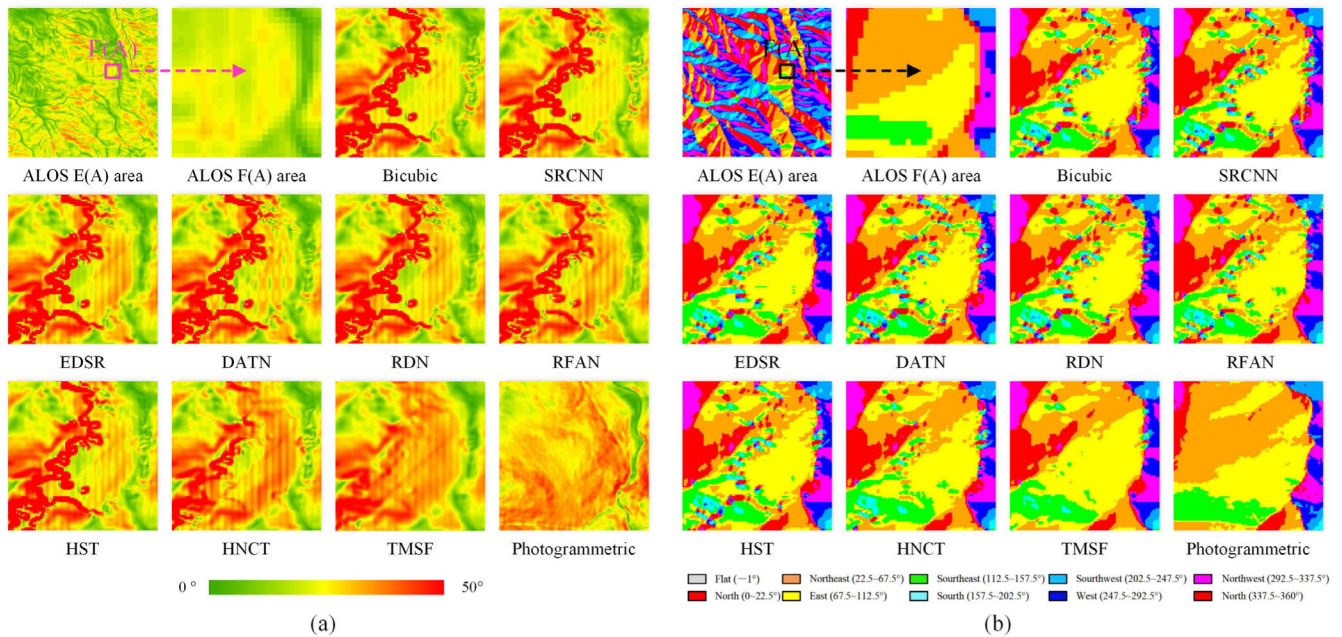 F(A)
ALOS E(A) area ALOS F(A) area Bicubic SRCNN
EDSR DATN RDN RFAN
HST HNCT TMSF Photogrammetric
0 ° 50°
(a)
F(A)
ALOS E(A) area ALOS F(A) area Bicubic SRCNN
EDSR DATN RDN RFAN
HST HNCT TMSF Photogrammetric
Flat (−1°) Northeast (22.5~67.5°) Southeast (112.5~157.5°) Sourthwest (202.5~247.5°) Northwest (292.5~337.5°)
North (0~22.5°) East (67.5~112.5°) Sourth (157.5~202.5°) West (247.5~292.5°) North (337.5~360°)
(b)